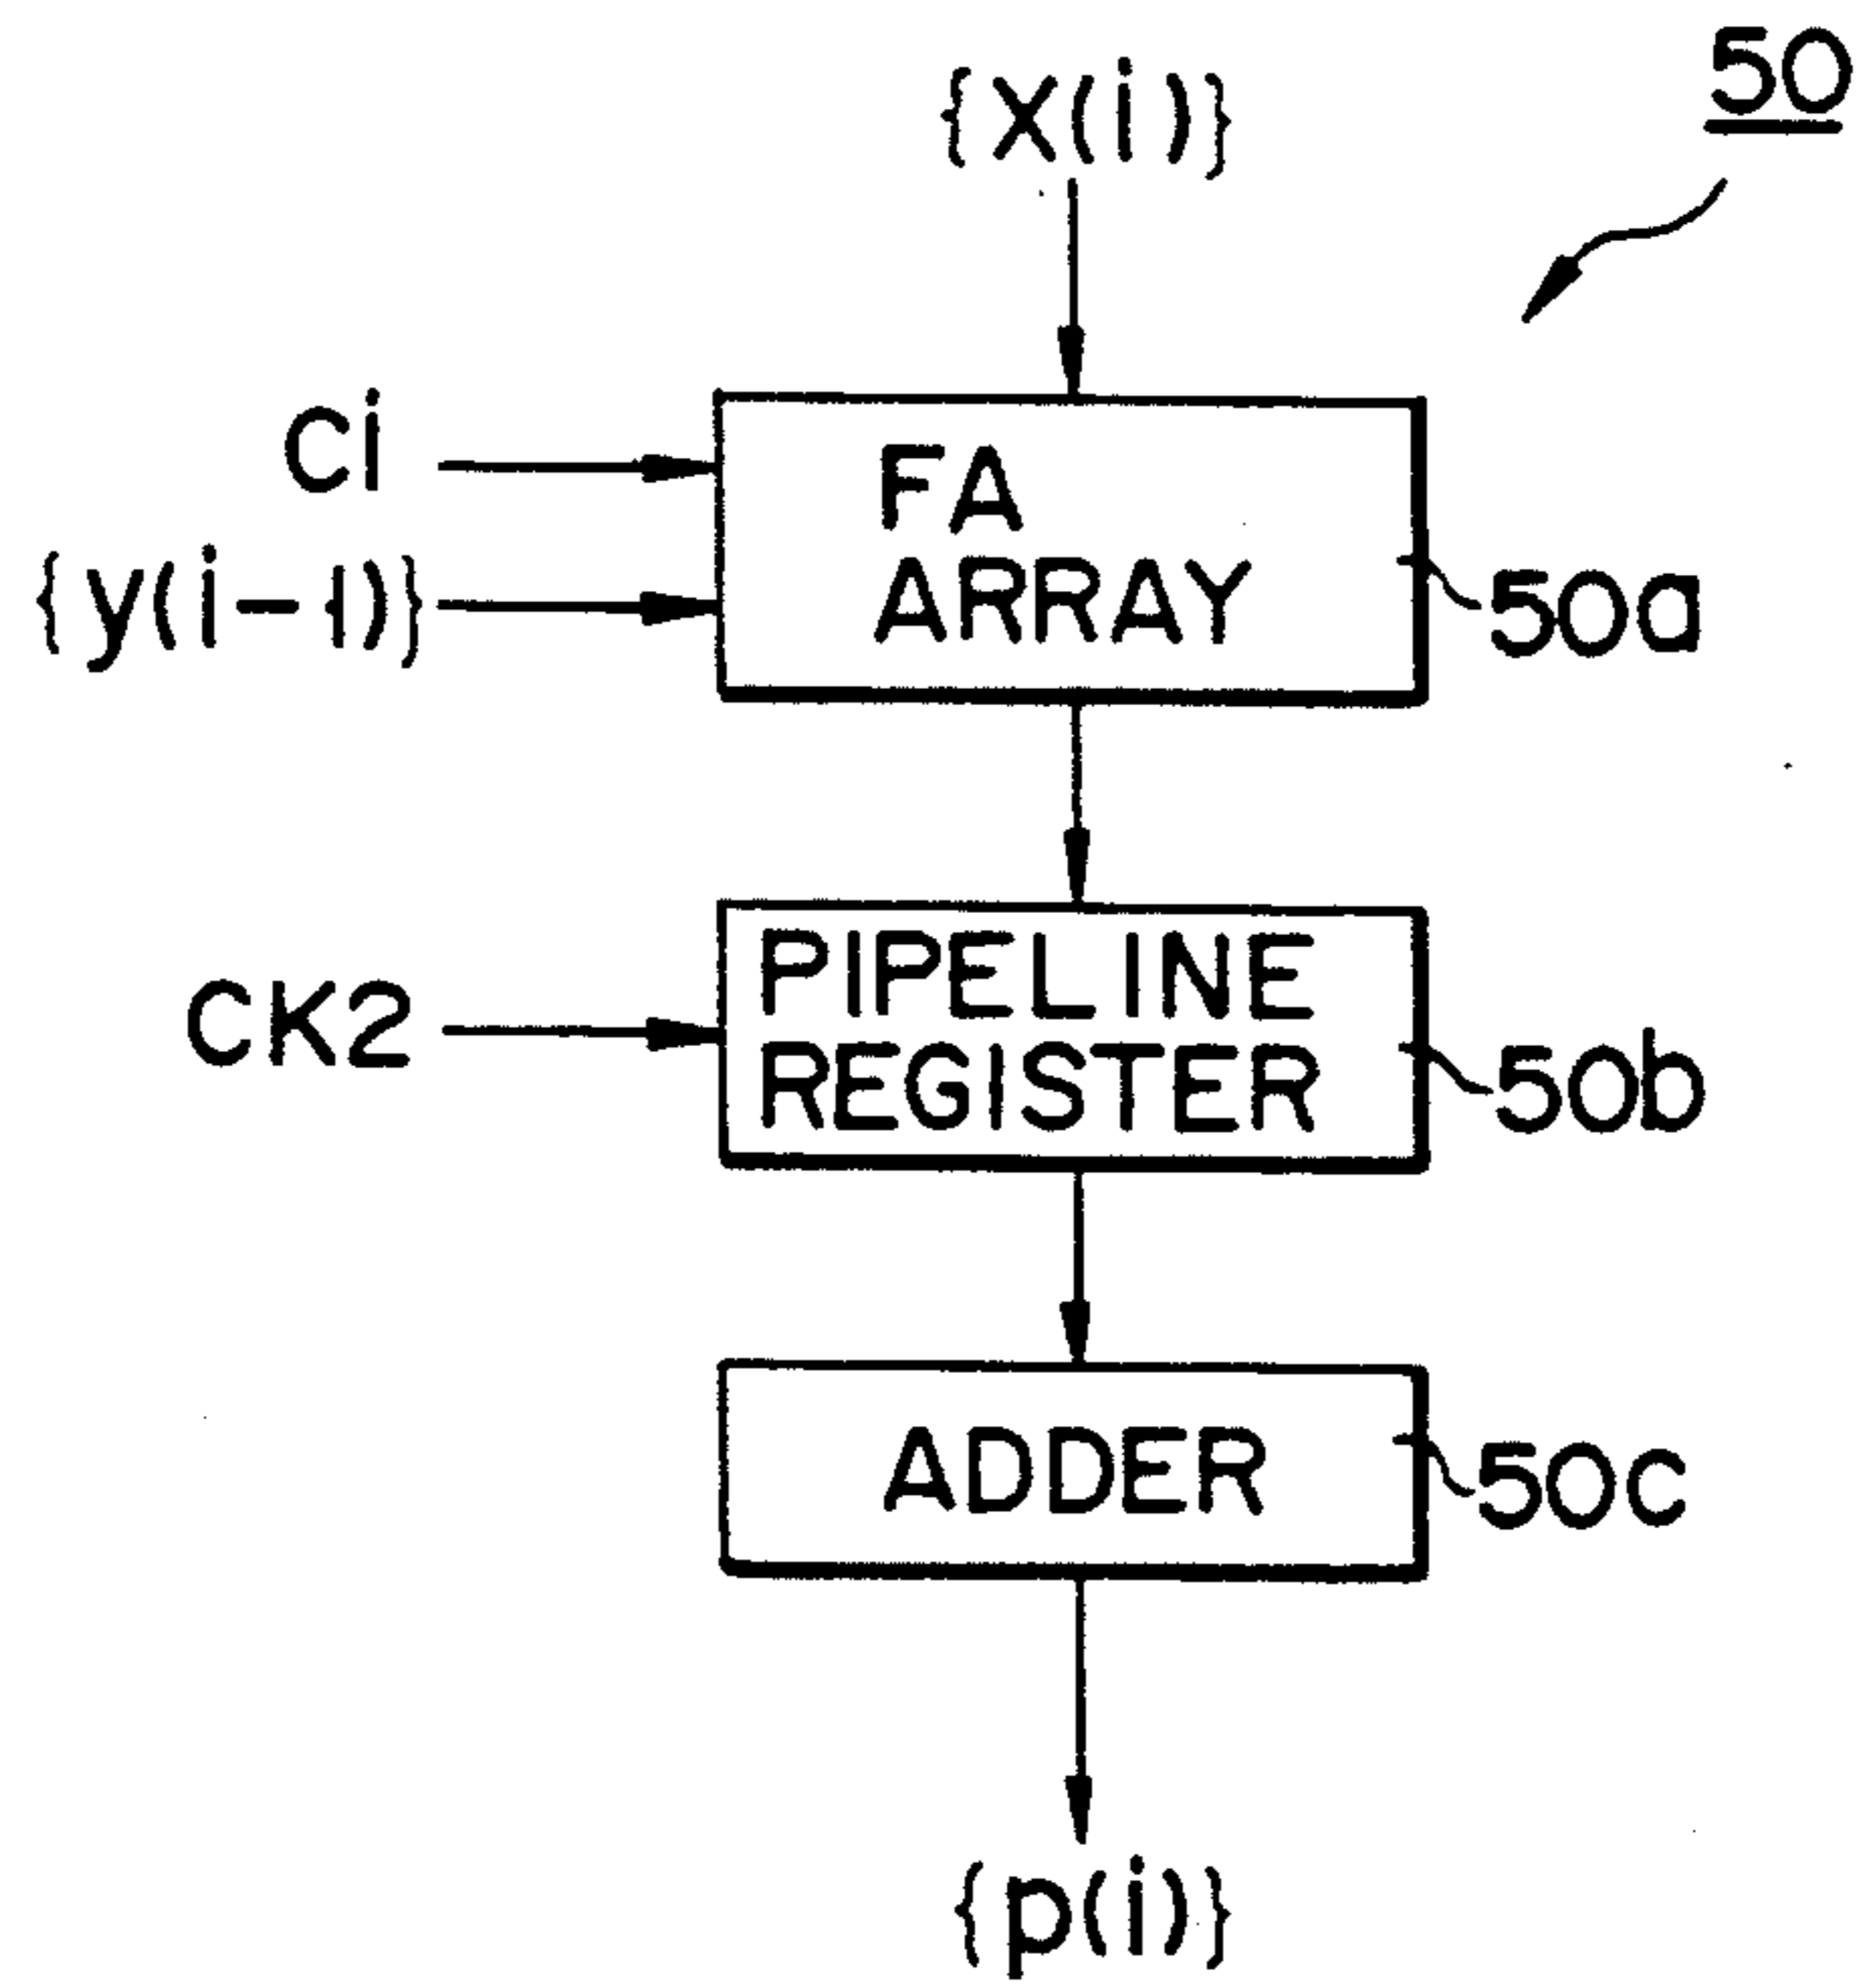 50
{X(i)}
Ci
{y(i-1)}
FA
ARRAY
50a
CK2
PIPELINE
REGISTER
50b
ADDER
50c
{p(i)}